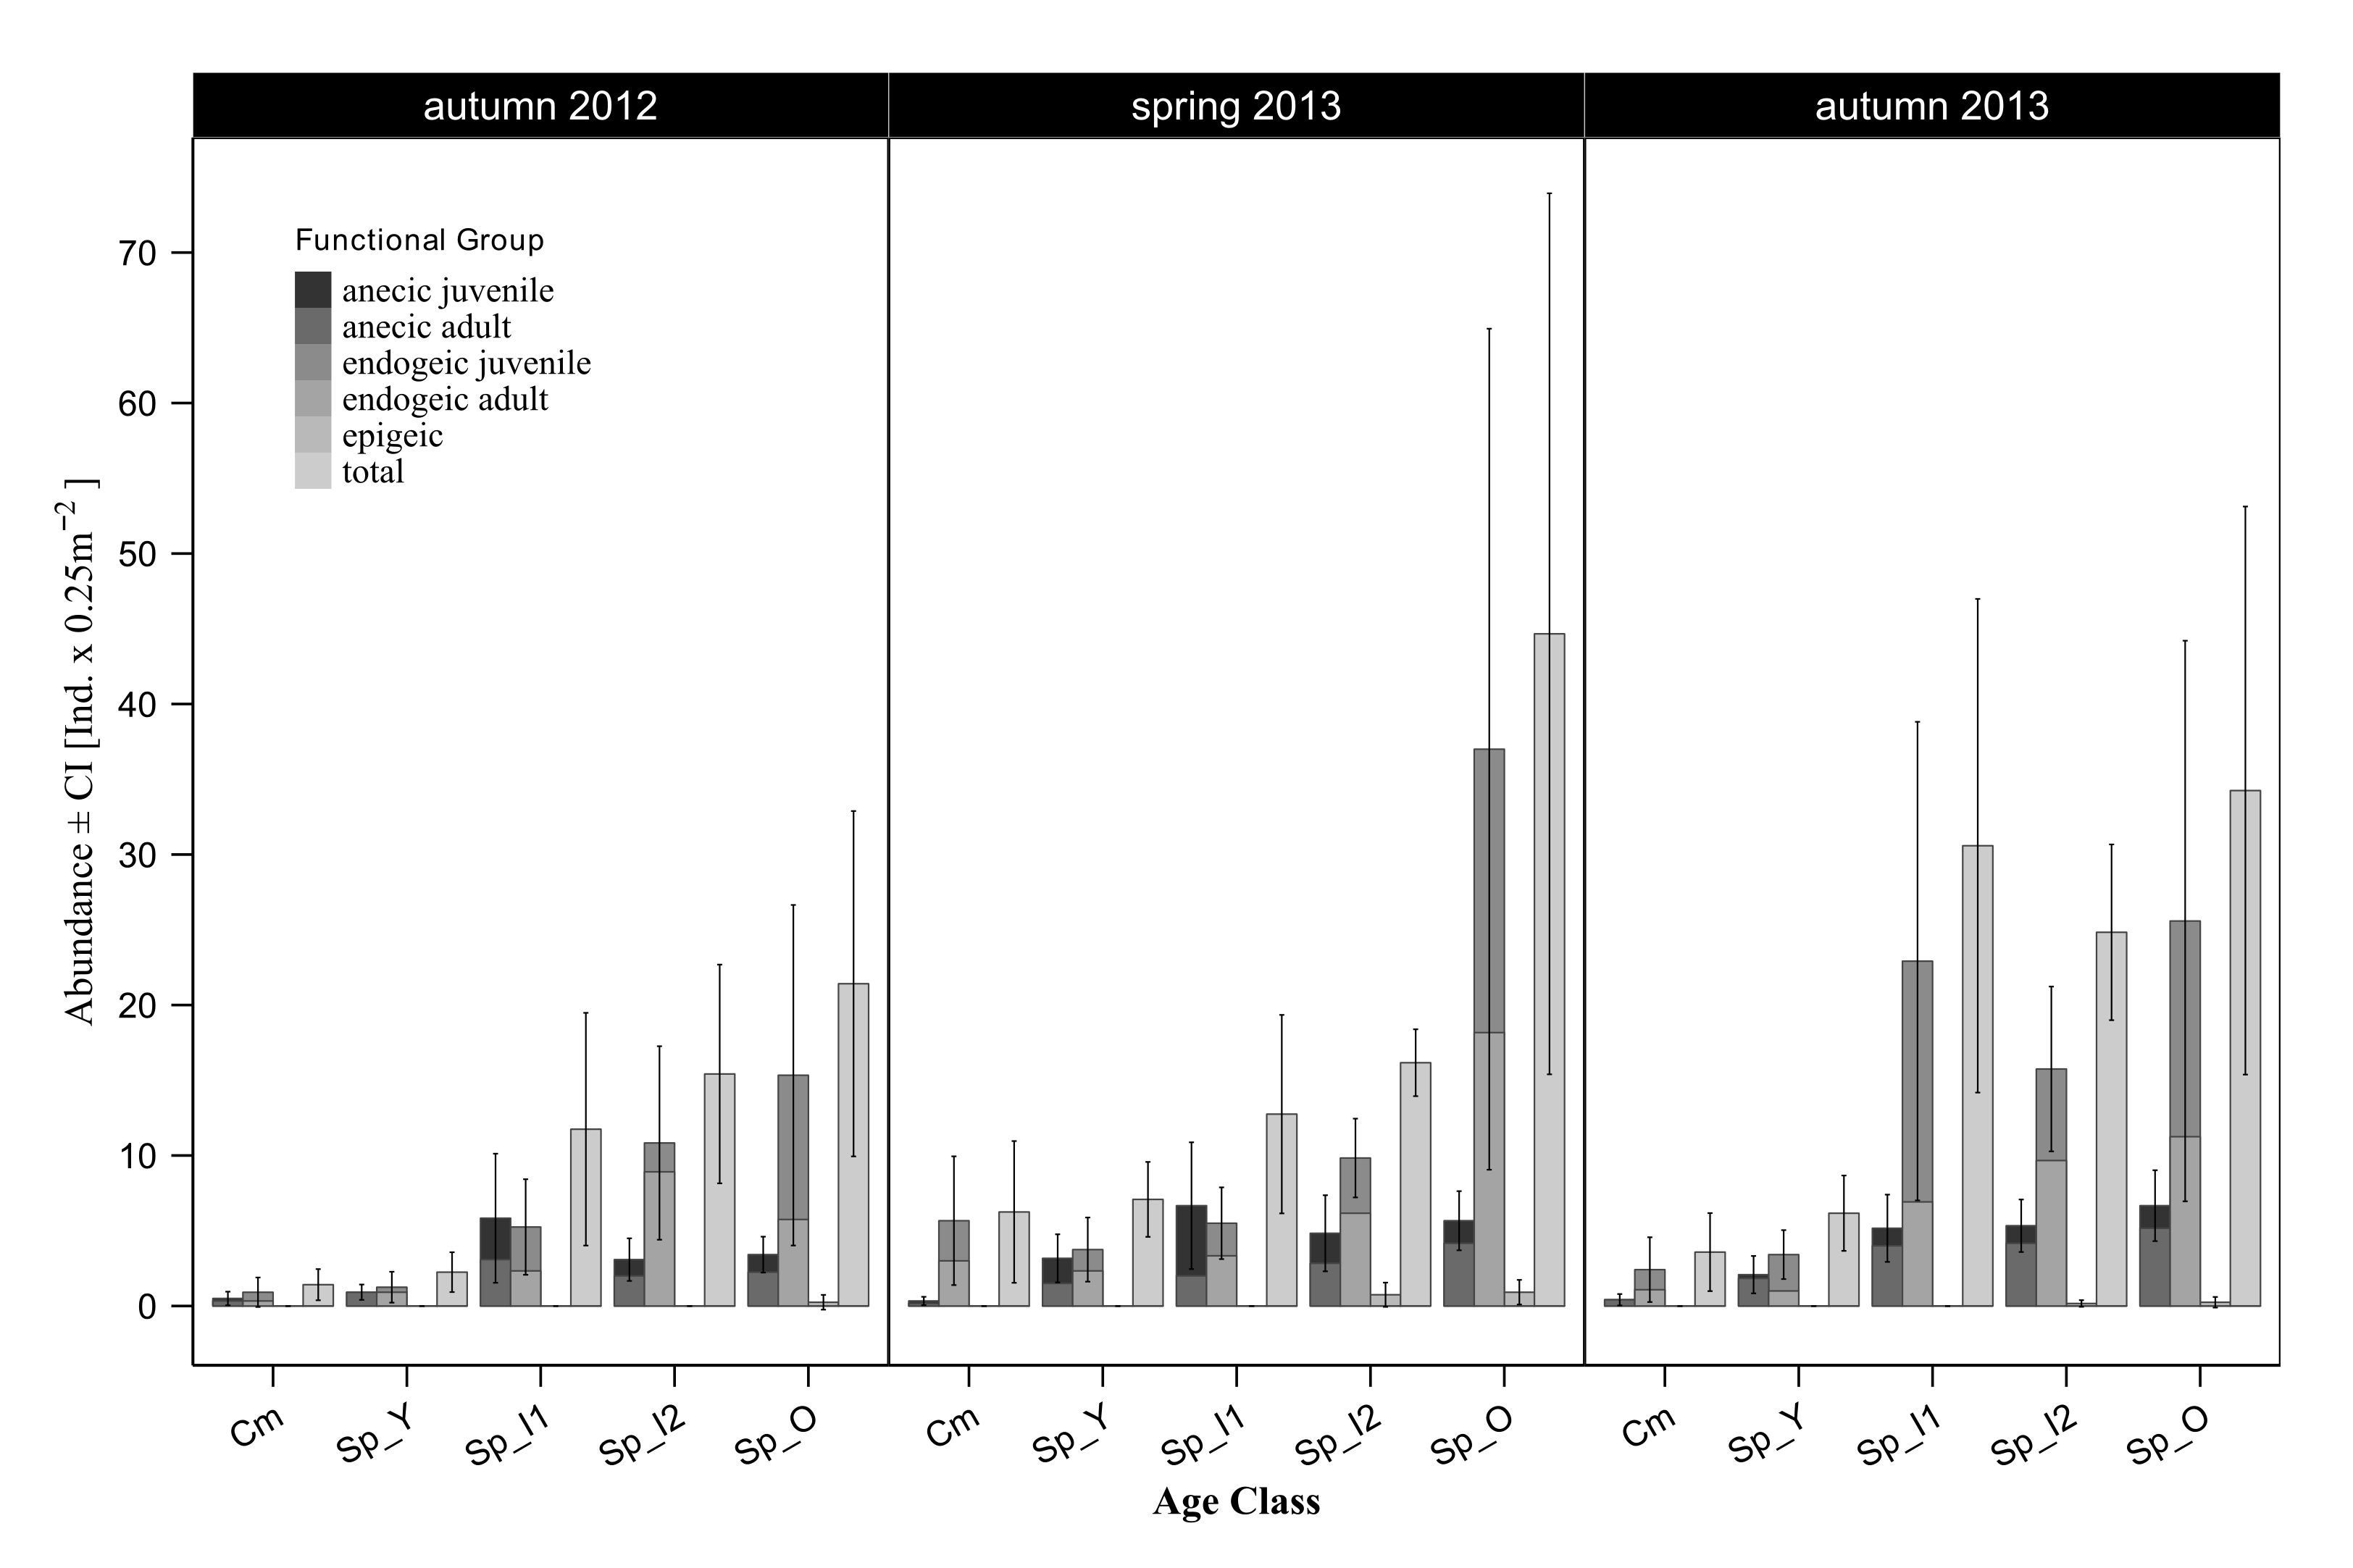 autumn 2012
spring 2013
autumn 2013
Functional Group
anecic juvenile
anecic adult
endogeic juvenile
endogeic adult
epigeic
total
Abundance ± CI [Ind. x 0.25m⁻² ]
70
60
50
40
30
20
10
0
Cm
Sp_Y
Sp_I1
Sp_I2
Sp_O
Cm
Sp_Y
Sp_I1
Sp_I2
Sp_O
Cm
Sp_Y
Sp_I1
Sp_I2
Sp_O
Age Class